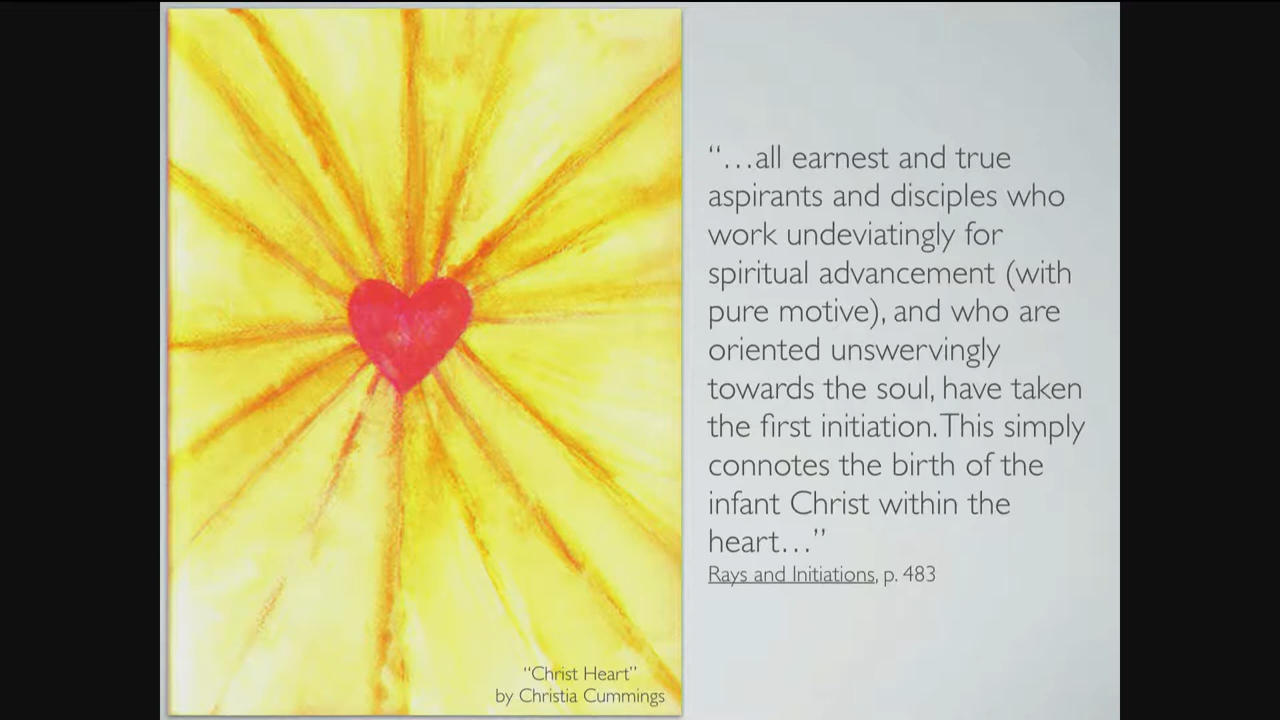 “…all earnest and true
aspirants and disciples who
work undeviatingly for
spiritual advancement (with
pure motive), and who are
oriented unswervingly
towards the soul, have taken
the first initiation. This simply
connotes the birth of the
infant Christ within the
heart…”
Rays and Initiations, p. 483
“Christ Heart”
by Christia Cummings